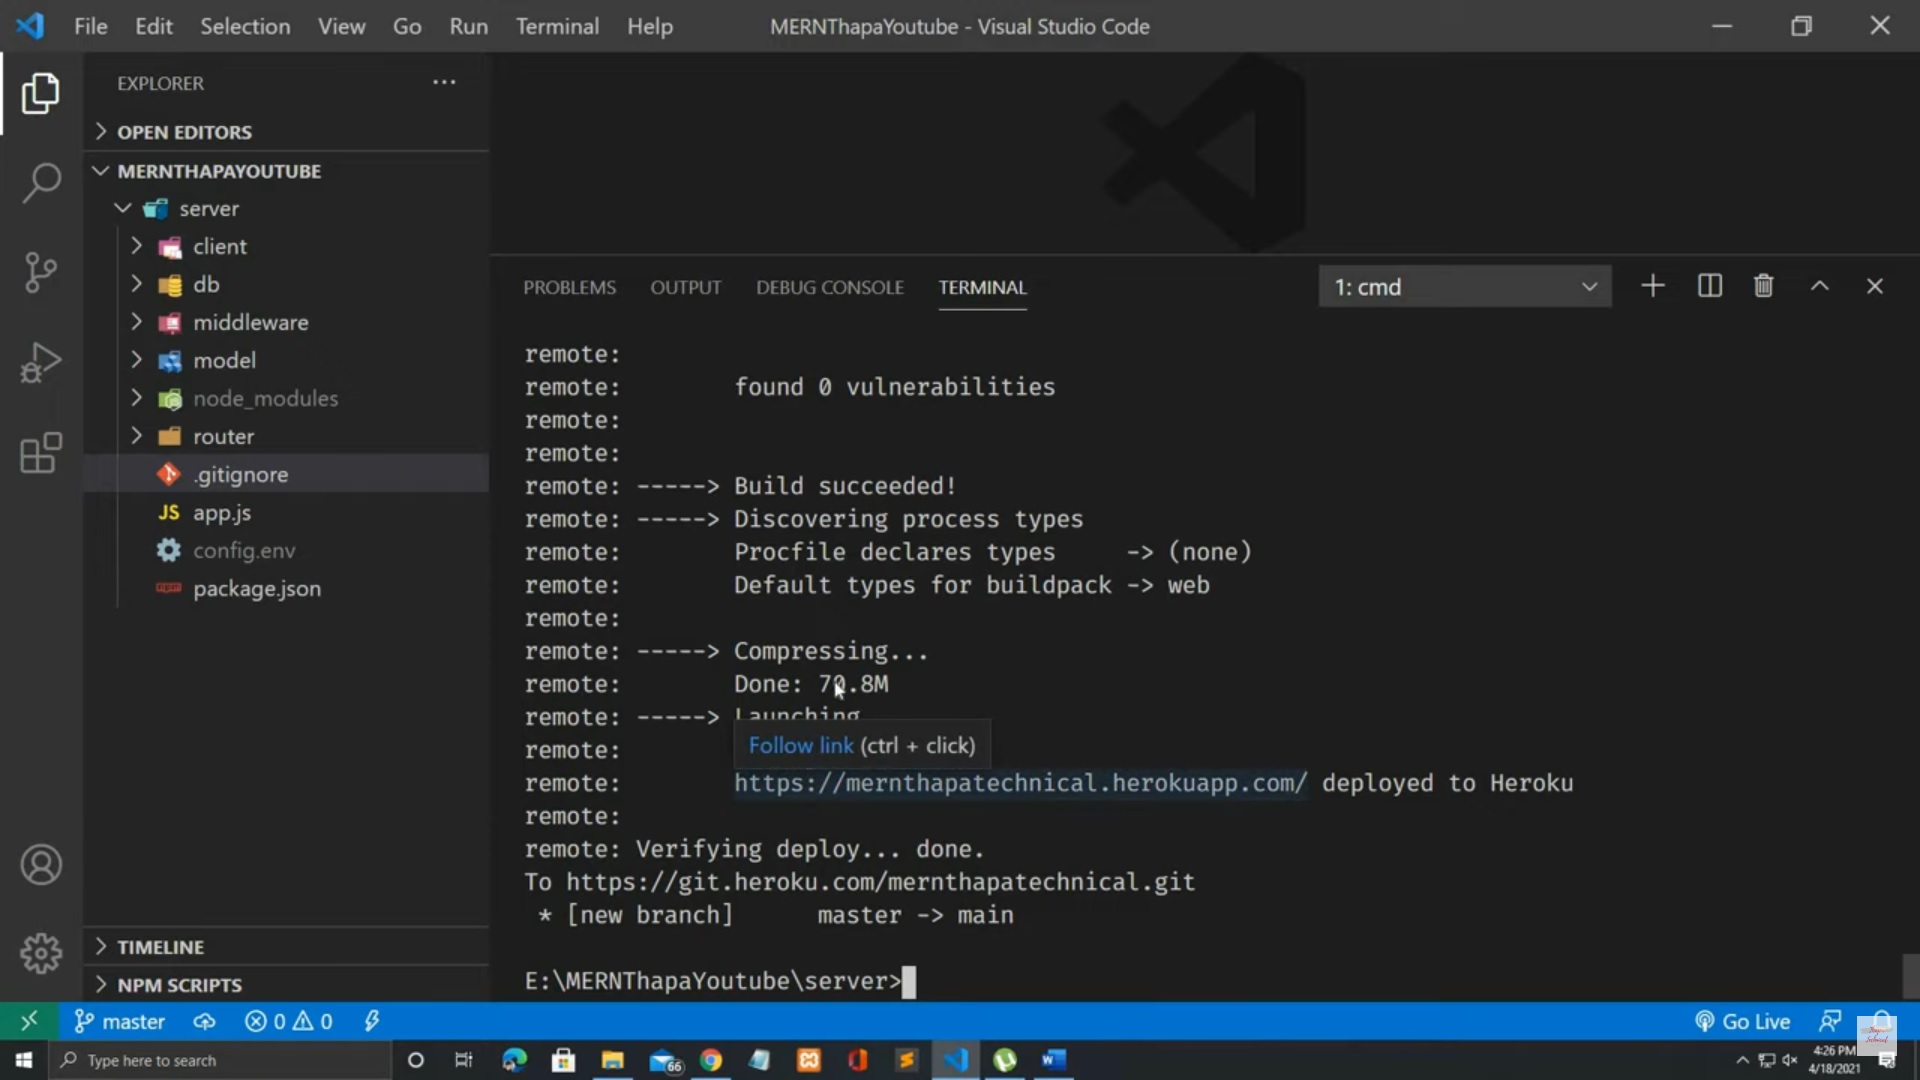 File Edit Selection View Go Run Terminal Help MERNThapaYoutube - Visual Studio Code
EXPLORER
OPEN EDITORS
MERNTHAPAYOUTUBE
server
client
db
middleware
model
node_modules
router
.gitignore
JS app.js
config.env
package.json
TIMELINE
NPM SCRIPTS
PROBLEMS OUTPUT DEBUG CONSOLE TERMINAL 1: cmd
remote:
remote: found 0 vulnerabilities
remote:
remote:
remote: -----> Build succeeded!
remote: -----> Discovering process types
remote: Procfile declares types -> (none)
remote: Default types for buildpack -> web
remote:
remote: -----> Compressing...
remote: Done: 70.8M
remote: -----> Launching
remote:
Follow link (ctrl + click)
remote: https://mernthapatechnical.herokuapp.com/ deployed to Heroku
remote:
remote: Verifying deploy... done.
To https://git.heroku.com/mernthapatechnical.git
* [new branch] master -> main
E:\MERNThapaYoutube\server>
master 0 0 Go Live
Type here to search 66 4:26 PM
4/18/2021